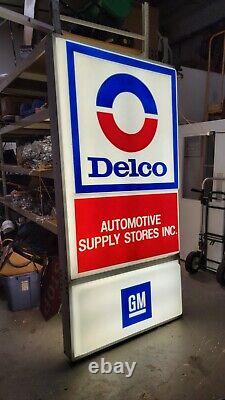 Delco
AUTOMOTIVE
SUPPLY STORES INC.
GM
ebay